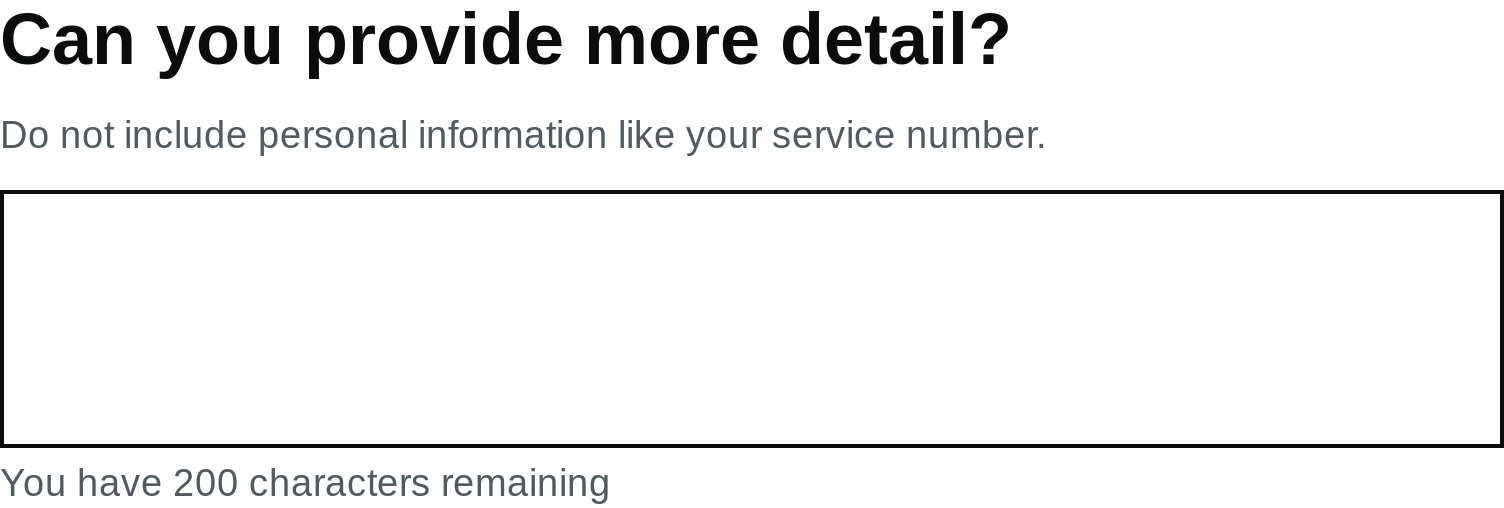 Can you provide more detail?
Do not include personal information like your service number.
You have 200 characters remaining